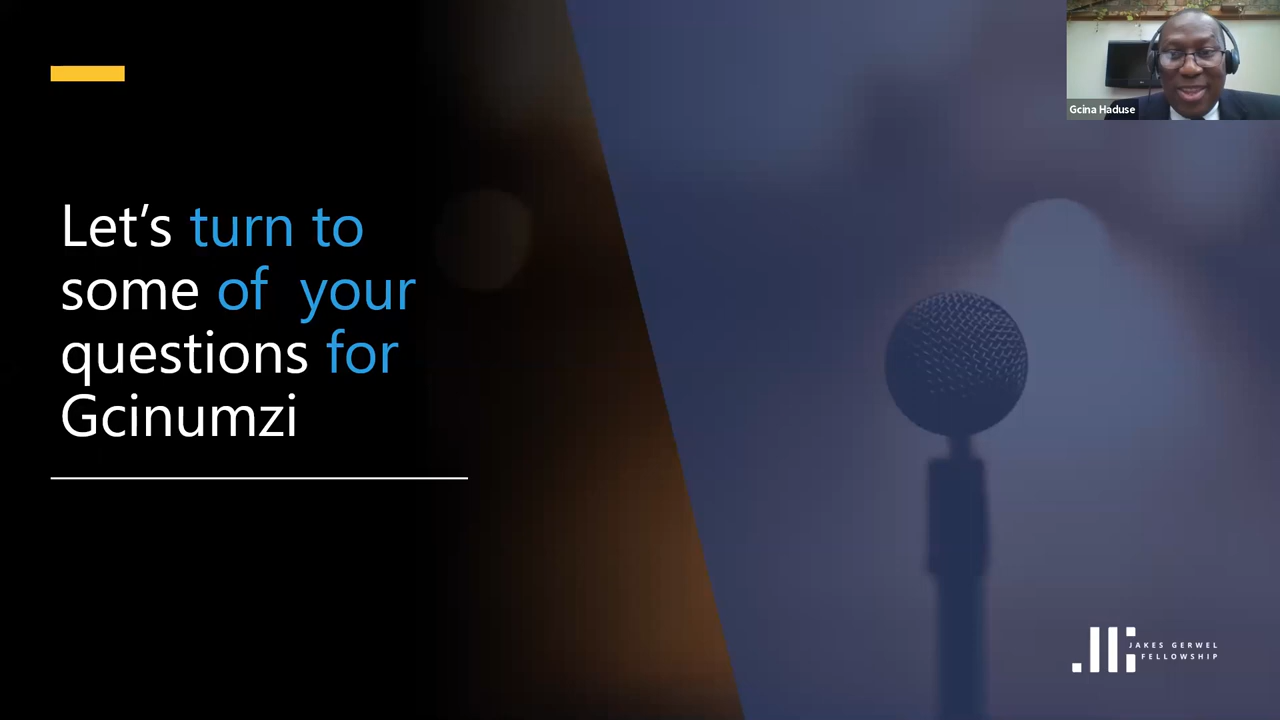 Let’s turn to
some of  your
questions for
Gcinumzi
Gcina Haduse
JAKES GERWEL
FELLOWSHIP